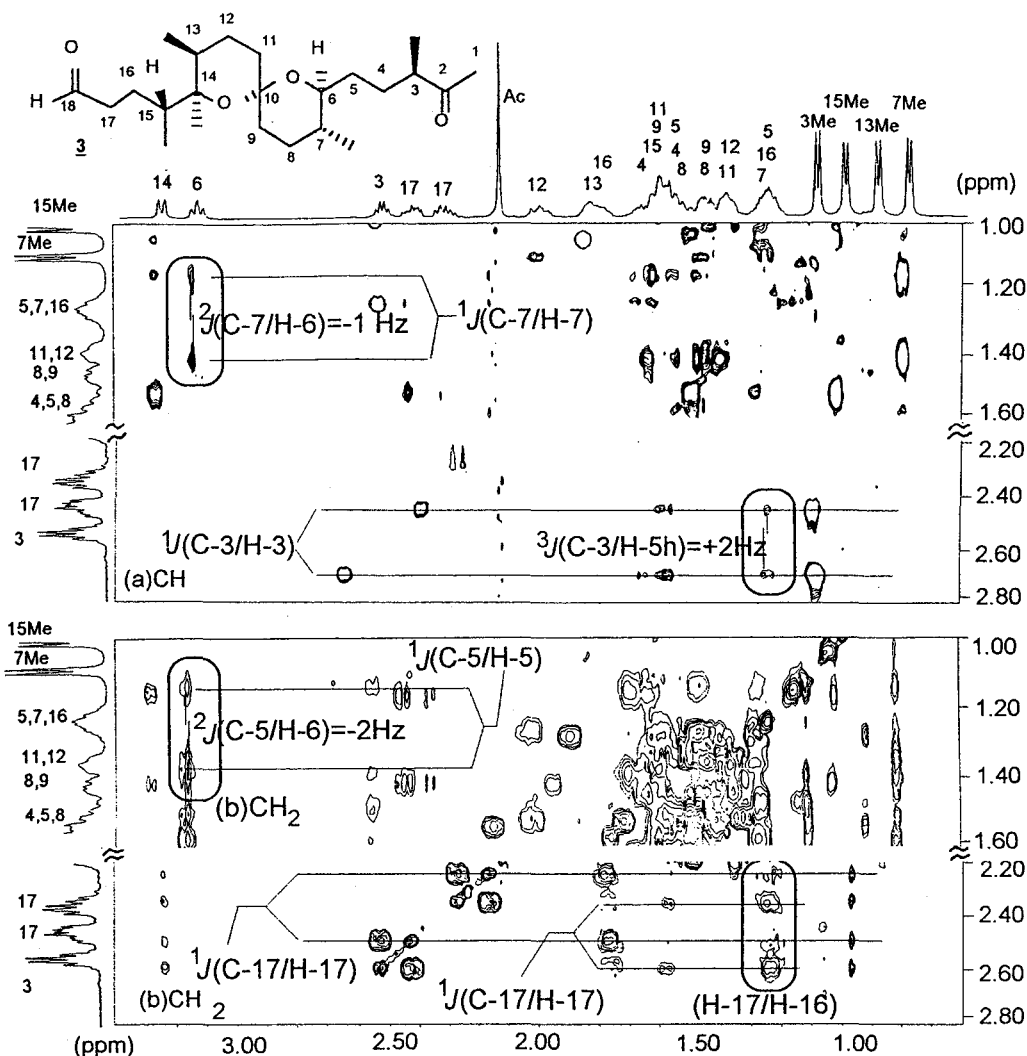 13
12
H
1
O
11
4
2
16
H
14
O
5
3
O
18
H
17
15
O
10
6
9
8
7
3
Ac
11
9
5
15
4
9
12
5
4
16
4
8
8
11
16
7
15Me
7Me
3Me
13Me
14
6
3
17
17
12
13
(ppm)
15Me
7Me
5,7,16
11,12
8,9
4,5,8
1.00
1.20
1.40
1.60
²J(C-7/H-6)=-1 Hz
¹J(C-7/H-7)
17
17
3
2.20
2.40
2.60
2.80
¹J(C-3/H-3)
³J(C-3/H-5h)=+2Hz
(a)CH
15Me
7Me
5,7,16
11,12
8,9
4,5,8
¹J(C-5/H-5)
1.00
1.20
1.40
1.60
²J(C-5/H-6)=-2Hz
(b)CH₂
17
17
3
2.20
2.40
2.60
2.80
¹J(C-17/H-17)
¹J(C-17/H-17)
(H-17/H-16)
(b)CH₂
(ppm)
3.00
2.50
2.00
1.50
1.00